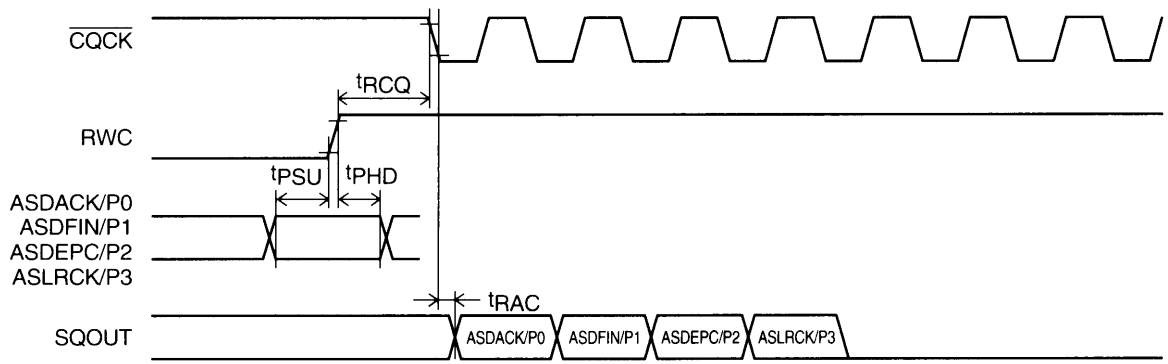 CQCK
tRCQ
RWC
tPSU
tPHD
ASDACK/P0
ASDFIN/P1
ASDEPC/P2
ASLRCK/P3
tRAC
SQOUT
ASDACK/P0 ASDFIN/P1 ASDEPC/P2 ASLRCK/P3